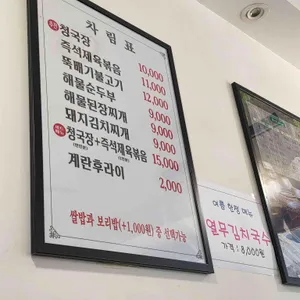 차림표
청국장 10,000
즉석제육볶음 11,000
뚝배기불고기 12,000
해물순두부 9,000
해물된장찌개 9,000
돼지김치찌개 9,000
청국장+즉석제육볶음 15,000
계란후라이 2,000
쌀밥과 보리밥(+1,000원) 중 선택가능
여름 한정 메뉴
열무김치국수
가격 : 8,000원